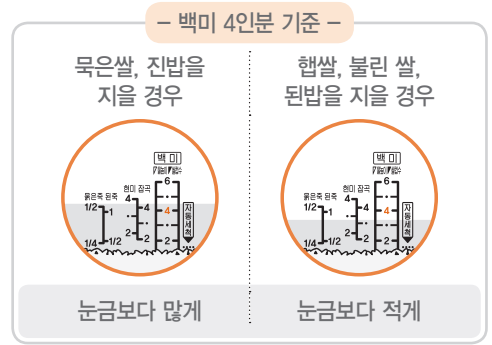 – 백미 4인분 기준 –
묵은쌀, 진밥을
지을 경우
백 미
묽은죽 된죽
현미 잡곡
6
4
2
4
2
4
2
1/2
1
1/4
1/2
자동세척
눈금보다 많게
햅쌀, 불린 쌀,
된밥을 지을 경우
백 미
묽은죽 된죽
현미 잡곡
6
4
2
4
2
4
2
1/2
1
1/4
1/2
자동세척
눈금보다 적게